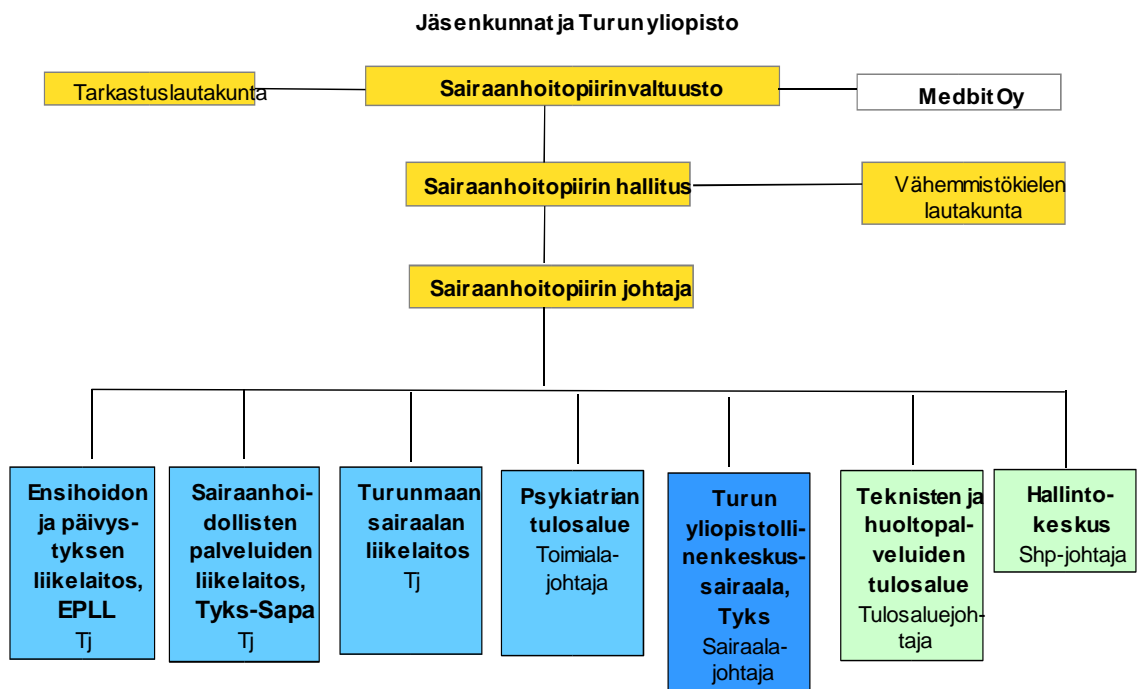 Jäsenkunnat ja Turun yliopisto
Tarkastuslautakunta
Sairaanhoitopiirinvaltuusto
Medbit Oy
Sairaanhoitopiirin hallitus
Vähemmistökielen
lautakunta
Sairaanhoitopiirin johtaja
Ensihoidon
ja päivys-
tyksen
liikelaitos,
EPLL
Tj
Sairaanhoi-
dollisten
palveluiden
liikelaitos,
Tyks-Sapa
Tj
Turunmaan
sairaalan
liikelaitos
Tj
Psykiatrian
tulosalue
Toimiala-
johtaja
Turun
yliopistolli-
nenkeskus-
sairaala,
Tyks
Sairaala-
johtaja
Teknisten ja
huoltopal-
veluiden
tulosalue
Tulosaluejoh-
taja
Hallinto-
keskus
Shp-johtaja